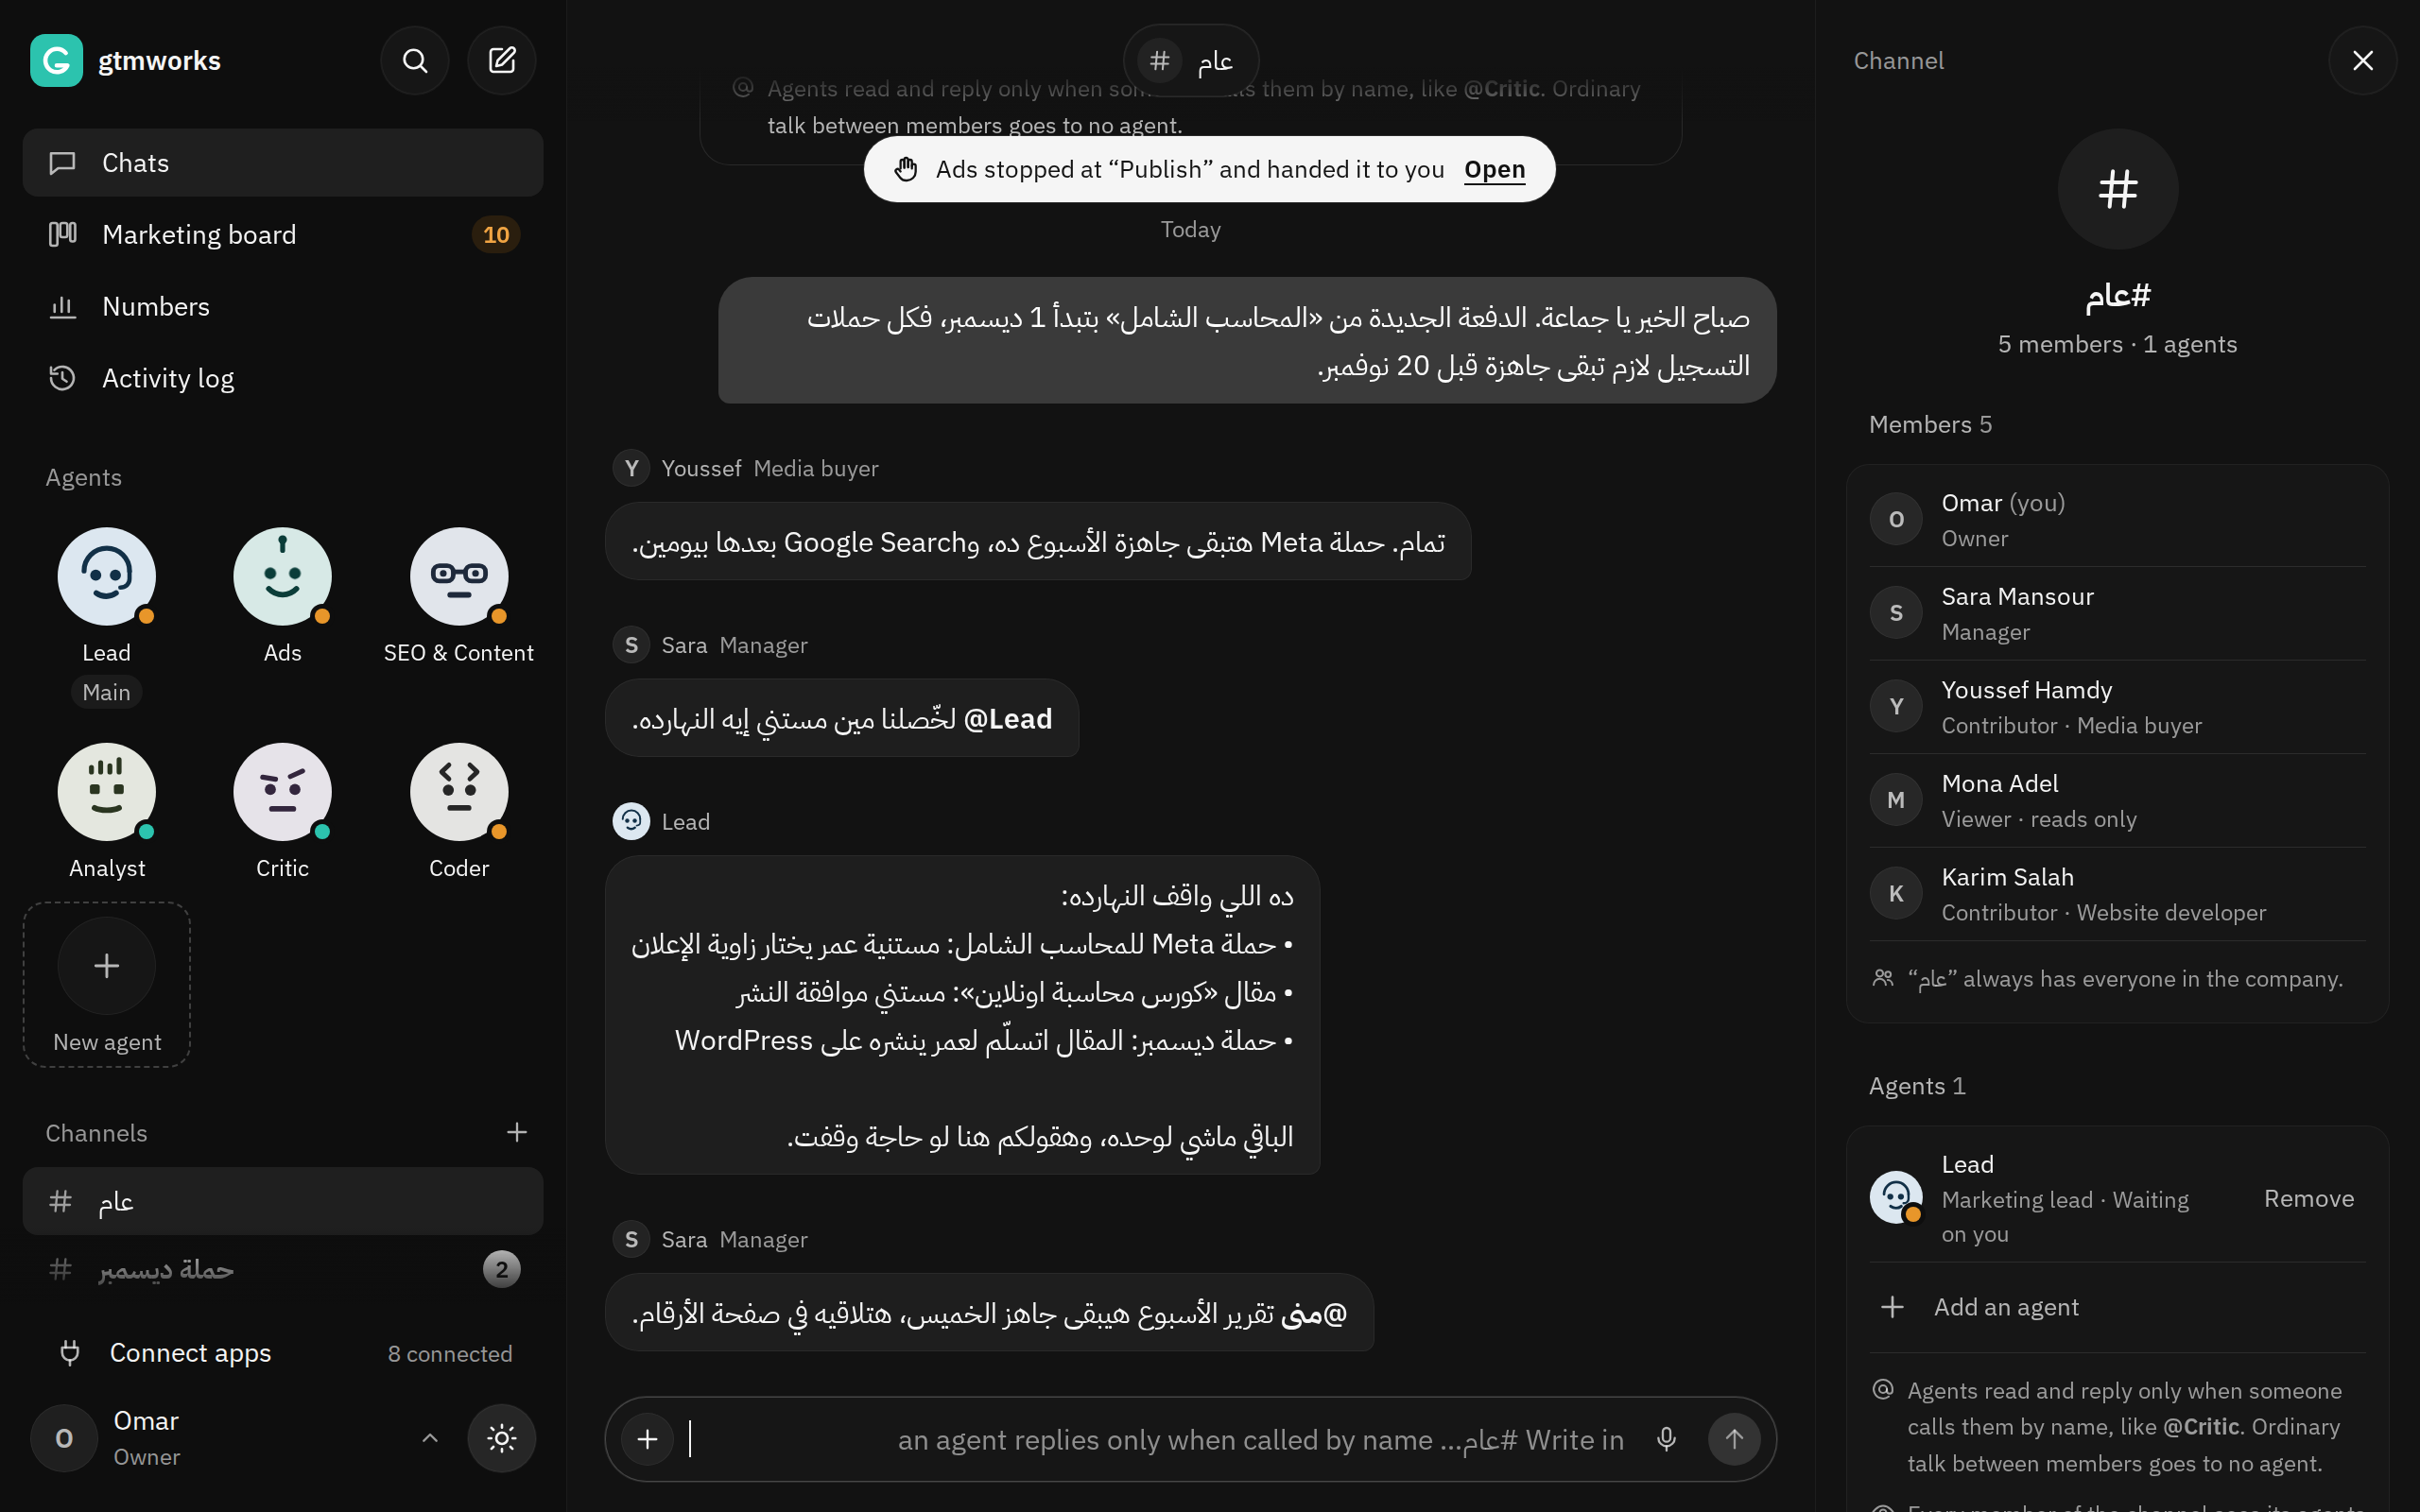 gtmworks
Chats
Marketing board 10
Numbers
Activity log
Agents
Lead
Main
Ads
SEO & Content
Analyst
Critic
Coder
New agent
Channels
# عام
# حملة ديسمبر 2
Connect apps 8 connected
O Omar
Owner
# عام
Agents read and reply only when som ls them by name, like @Critic. Ordinary
talk between members goes to no agent.
Ads stopped at “Publish” and handed it to you Open
Today
صباح الخير يا جماعة. الدفعة الجديدة من «المحاسب الشامل» بتبدأ 1 ديسمبر، فكل حملات
التسجيل لازم تبقى جاهزة قبل 20 نوفمبر.
Y Youssef Media buyer
تمام. حملة Meta هتبقى جاهزة الأسبوع ده، وGoogle Search بعدها بيومين.
S Sara Manager
@Lead لخّصلنا مين مستني إيه النهارده.
Lead
ده اللي واقف النهارده:
• حملة Meta للمحاسب الشامل: مستنية عمر يختار زاوية الإعلان
• مقال «كورس محاسبة اونلاين»: مستني موافقة النشر
• حملة ديسمبر: المقال اتسلّم لعمر ينشره على WordPress
الباقي ماشي لوحده، وهقولكم هنا لو حاجة وقفت.
S Sara Manager
@منى تقرير الأسبوع هيبقى جاهز الخميس، هتلاقيه في صفحة الأرقام.
Write in #عام… an agent replies only when called by name
Channel
#عام
5 members · 1 agents
Members 5
O Omar (you)
Owner
S Sara Mansour
Manager
Y Youssef Hamdy
Contributor · Media buyer
M Mona Adel
Viewer · reads only
K Karim Salah
Contributor · Website developer
“عام” always has everyone in the company.
Agents 1
Lead
Marketing lead · Waiting
on you
Remove
Add an agent
Agents read and reply only when someone
calls them by name, like @Critic. Ordinary
talk between members goes to no agent.